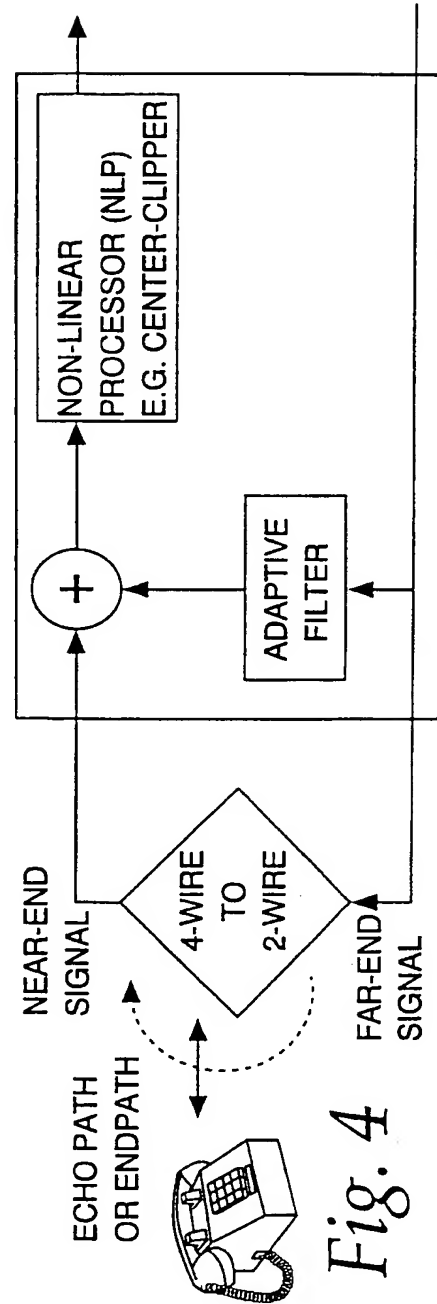 ECHO PATH
OR ENDPATH
NEAR-END
SIGNAL
4-WIRE
TO
2-WIRE
FAR-END
SIGNAL
+
ADAPTIVE
FILTER
NON-LINEAR
PROCESSOR (NLP)
E.G. CENTER-CLIPPER
Fig. 4